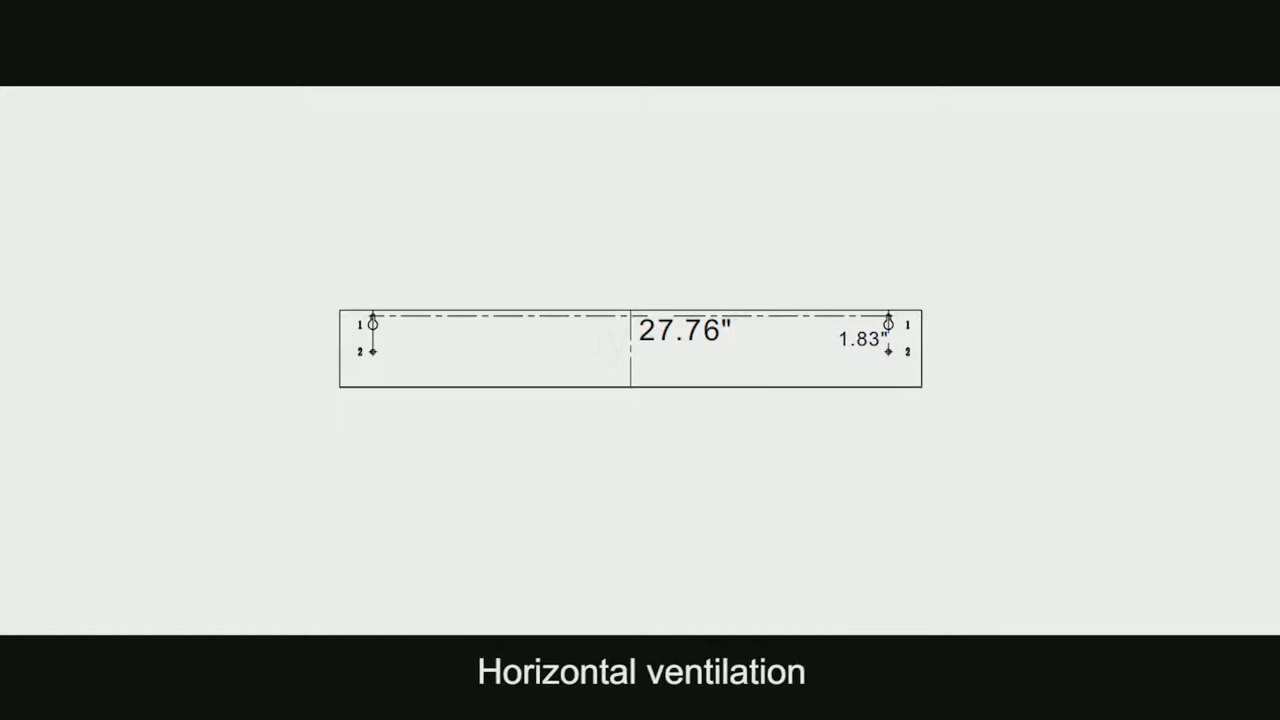 1 27.76" 1
1.83"
2 2
Horizontal ventilation